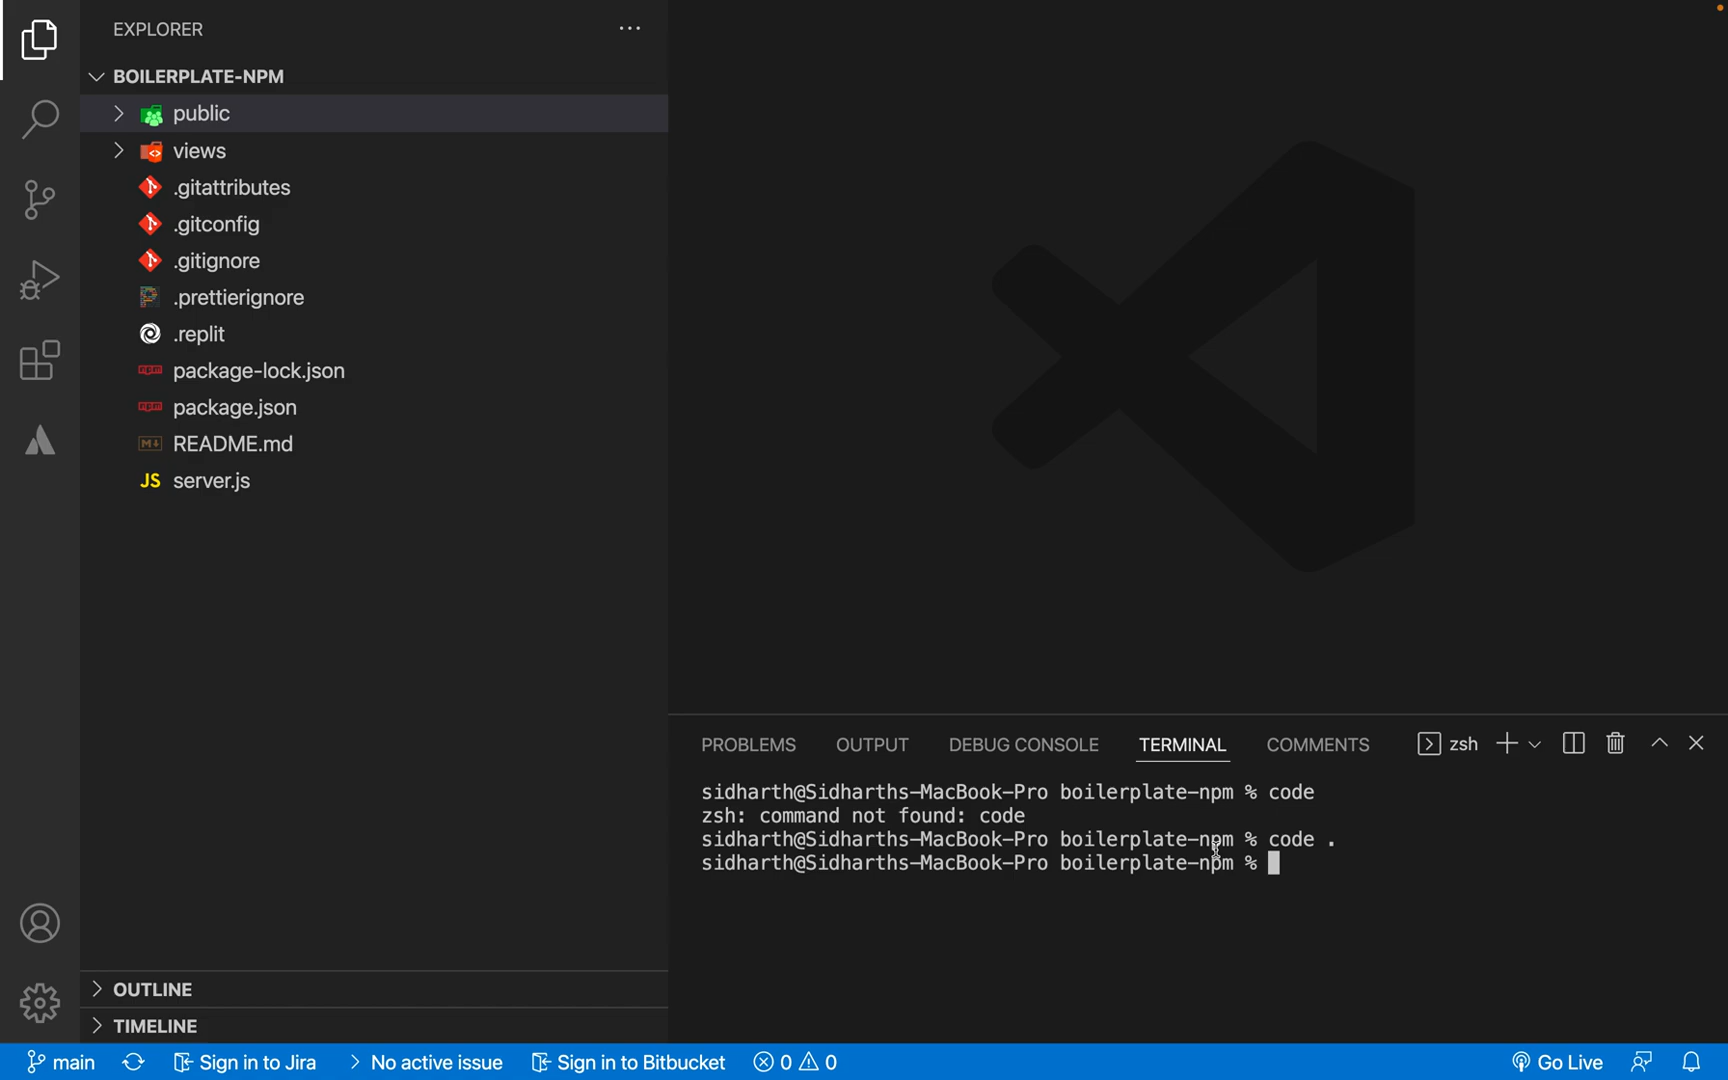 EXPLORER
BOILERPLATE-NPM
public
views
.gitattributes
.gitconfig
.gitignore
.prettierignore
.replit
package-lock.json
package.json
README.md
JS server.js
OUTLINE
TIMELINE
PROBLEMS OUTPUT DEBUG CONSOLE TERMINAL COMMENTS zsh
sidharth@Sidharths-MacBook-Pro boilerplate-npm % code
zsh: command not found: code
sidharth@Sidharths-MacBook-Pro boilerplate-npm % code .
sidharth@Sidharths-MacBook-Pro boilerplate-npm %
main Sign in to Jira No active issue Sign in to Bitbucket 0 0 Go Live